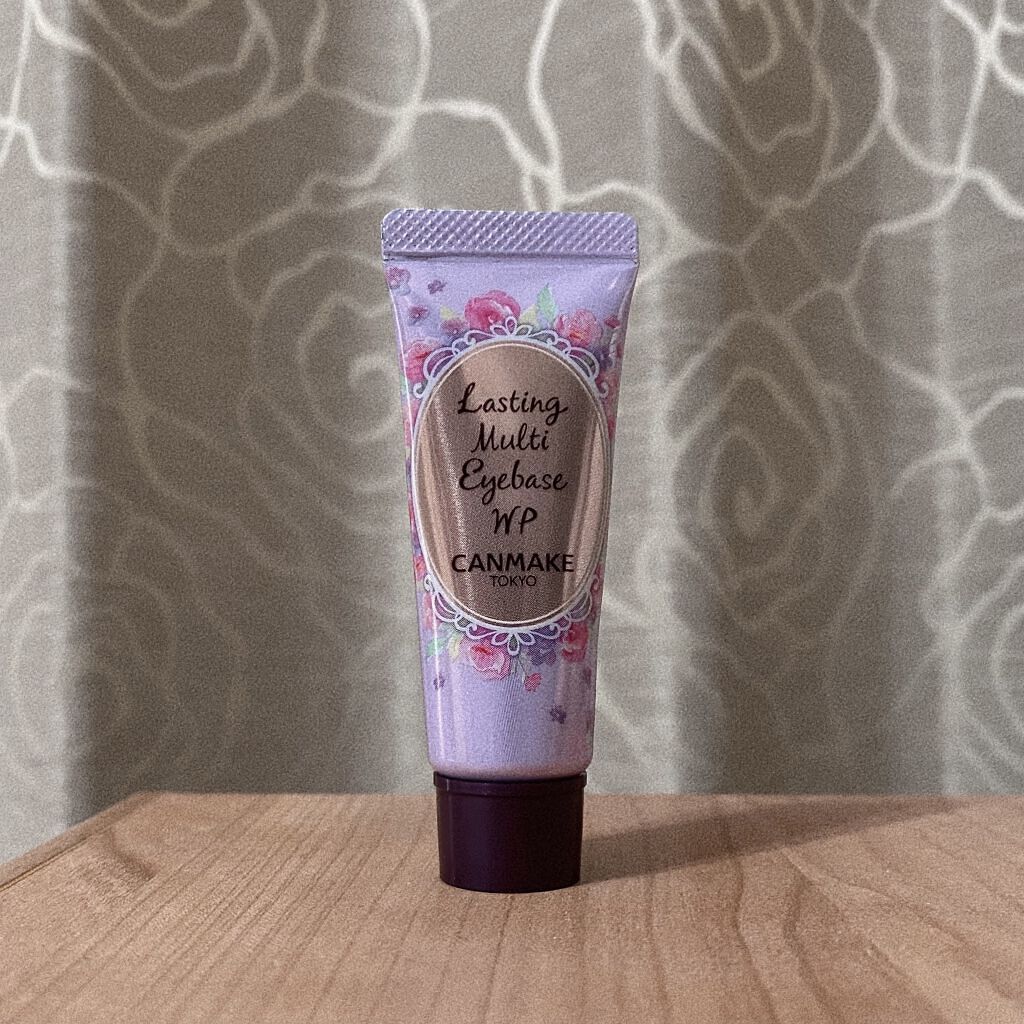 Lasting
Multi
Eyebase
WP
CANMAKE
TOKYO